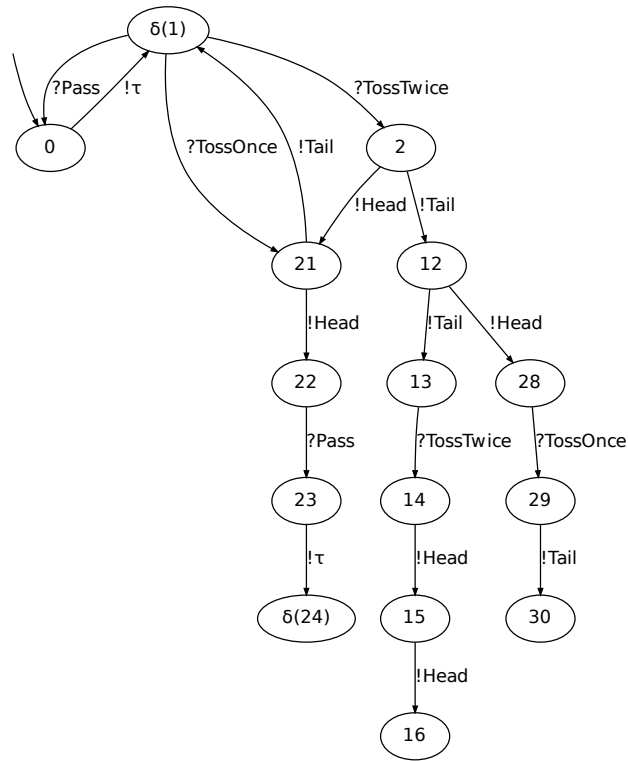 δ(1)
?Pass
!τ
?TossTwice
0
?TossOnce
!Tail
2
!Head
!Tail
21
12
!Head
!Tail
!Head
22
13
28
?Pass
?TossTwice
?TossOnce
23
14
29
!τ
!Head
!Tail
δ(24)
15
30
!Head
16